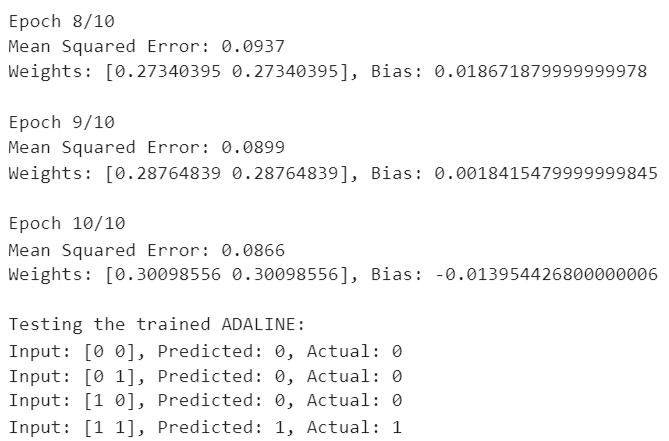 Epoch 8/10
Mean Squared Error: 0.0937
Weights: [0.27340395 0.27340395], Bias: 0.018671879999999978
Epoch 9/10
Mean Squared Error: 0.0899
Weights: [0.28764839 0.28764839], Bias: 0.0018415479999999845
Epoch 10/10
Mean Squared Error: 0.0866
Weights: [0.30098556 0.30098556], Bias: -0.013954426800000006
Testing the trained ADALINE:
Input: [0 0], Predicted: 0, Actual: 0
Input: [0 1], Predicted: 0, Actual: 0
Input: [1 0], Predicted: 0, Actual: 0
Input: [1 1], Predicted: 1, Actual: 1